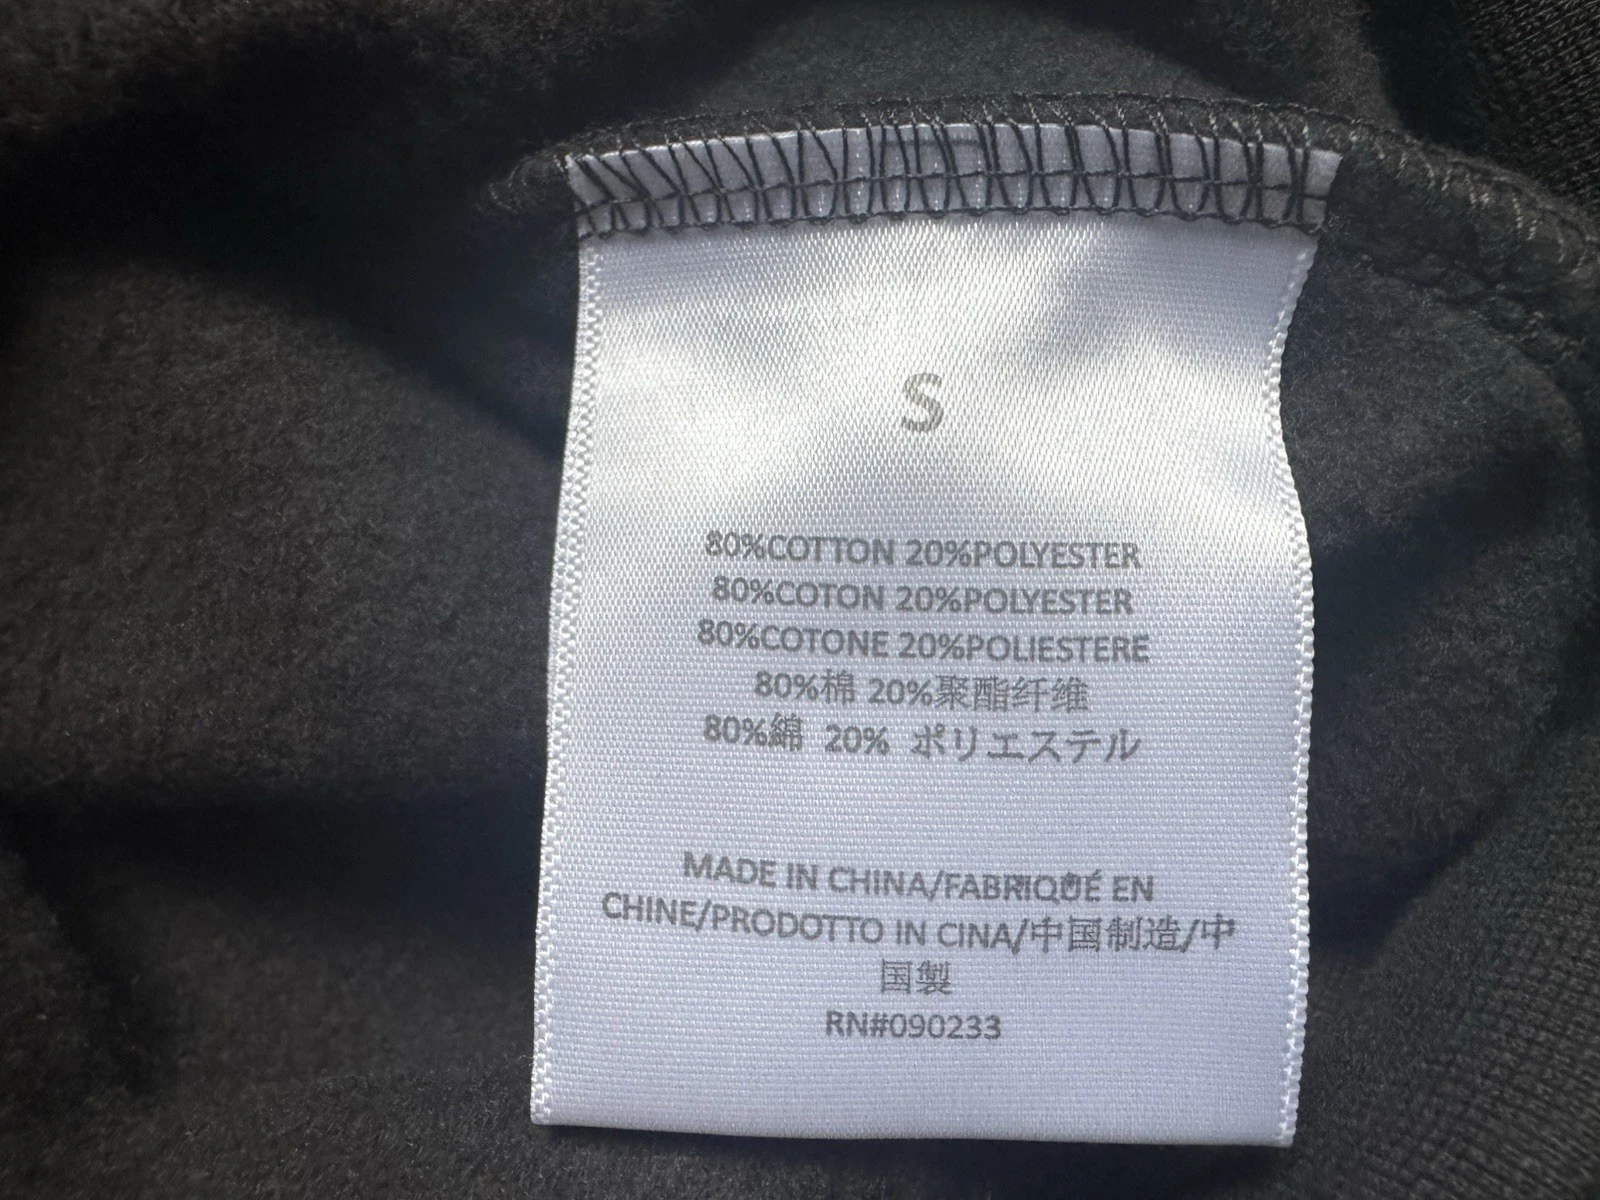 S
80%COTTON 20%POLYESTER
80%COTON 20%POLYESTER
80%COTONE 20%POLIESTERE
80%棉 20%聚酯纤维
80%綿 20% ポリエステル
MADE IN CHINA/FABRIQUÉ EN
CHINE/PRODOTTO IN CINA/中国制造/中
国製
RN#090233